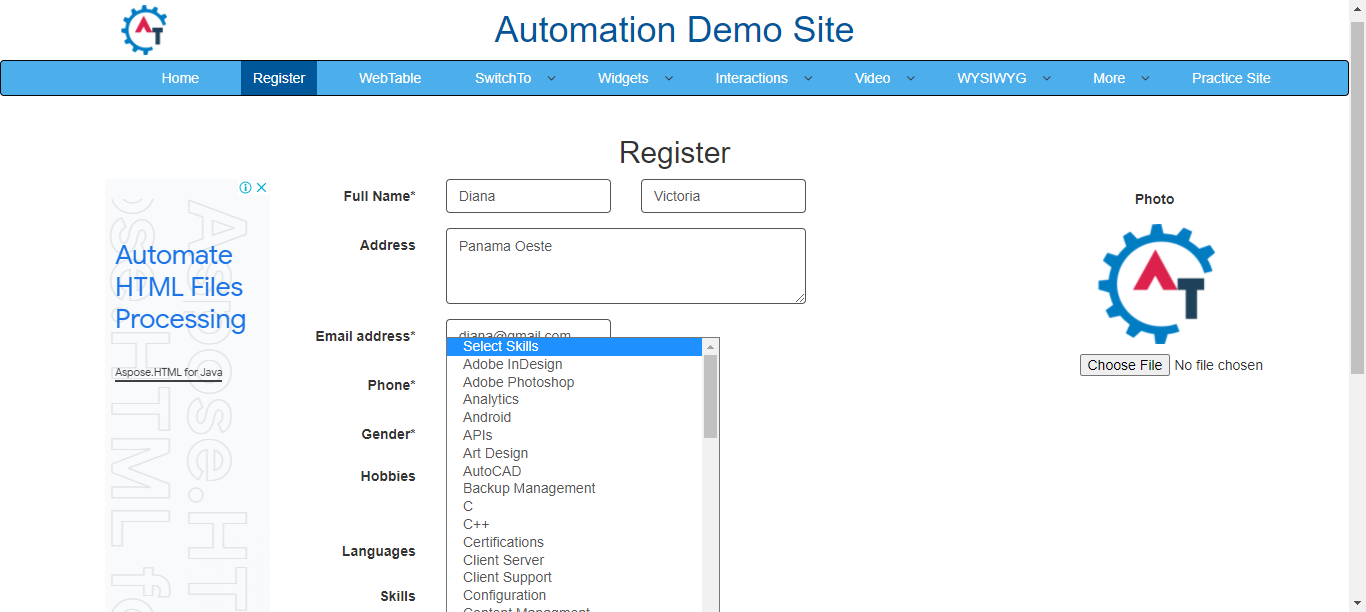 Automation Demo Site
Home Register WebTable SwitchTo Widgets Interactions Video WYSIWYG More Practice Site
Register
Full Name* Diana Victoria
Photo
Address Panama Oeste
Automate
HTML Files
Processing
Aspose.HTML for Java
Email address* diana@gmail.com
Choose File No file chosen
Phone*
Gender*
Hobbies
Languages
Skills
Select Skills
Adobe InDesign
Adobe Photoshop
Analytics
Android
APIs
Art Design
AutoCAD
Backup Management
C
C++
Certifications
Client Server
Client Support
Configuration
Content Managment